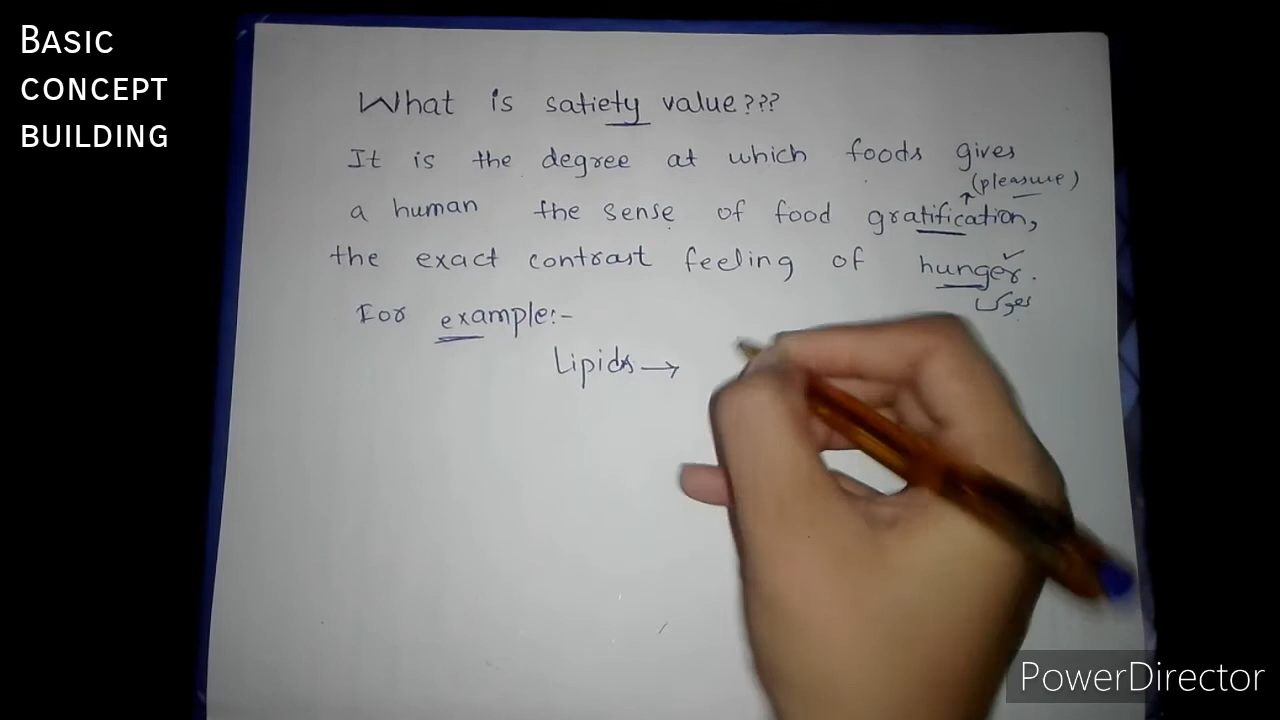 BASIC
CONCEPT
BUILDING
What is satiety value???
It is the degree at which foods gives
(pleasure)
a human the sense of food gratification,
the exact contrast feeling of hunger.
بھوک
For example:-
Lipids →
PowerDirector